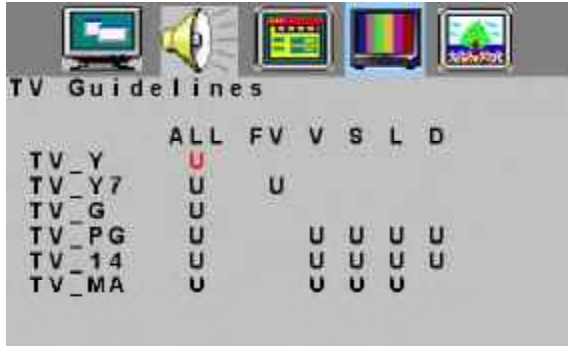 TV Guidelines
ALL FV V S L D
TV_Y U
TV_Y7 U U
TV_G U
TV_PG U U U U U
TV_14 U U U U U
TV_MA U U U U